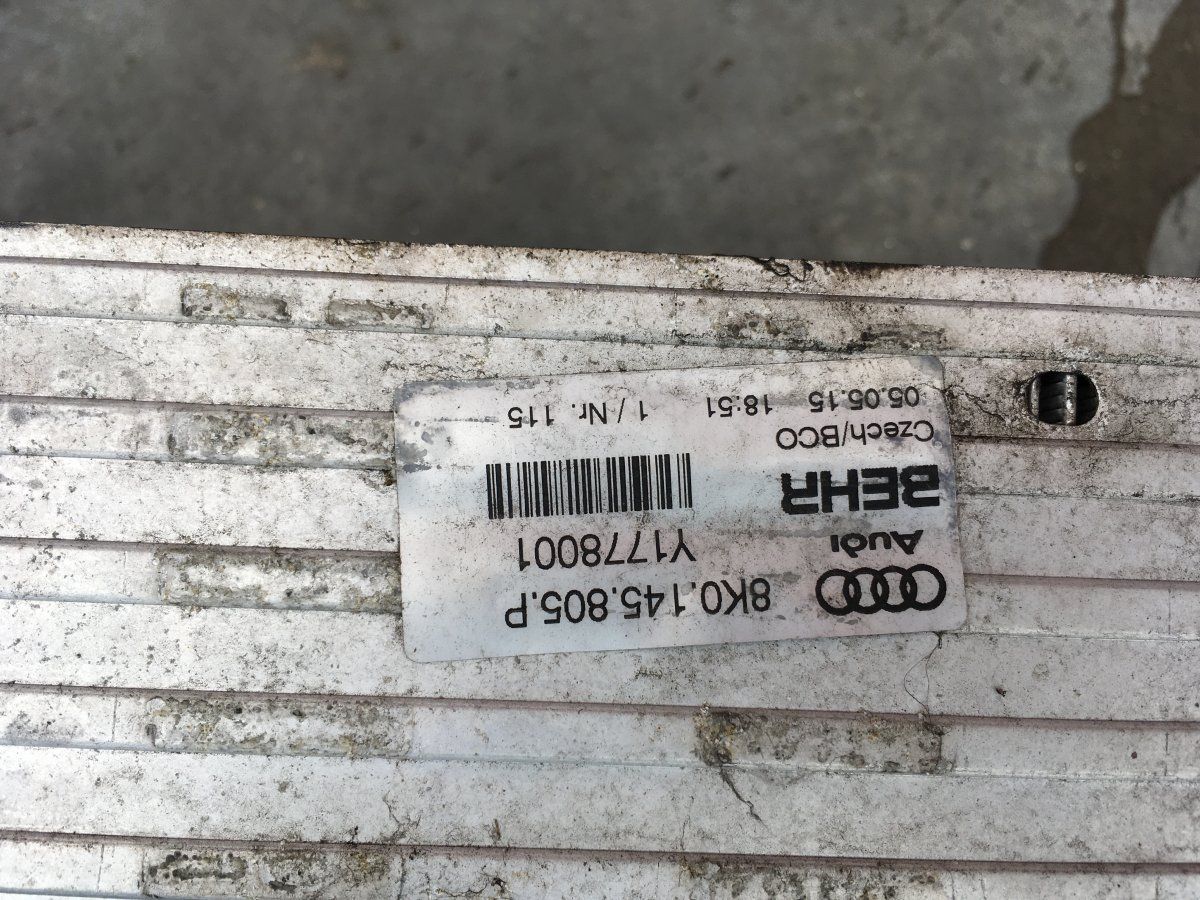 8K0.145.805.P
Audi
Y1778001
BEHR
Czech/BCO
05.05.15 18:51 1 / Nr. 115